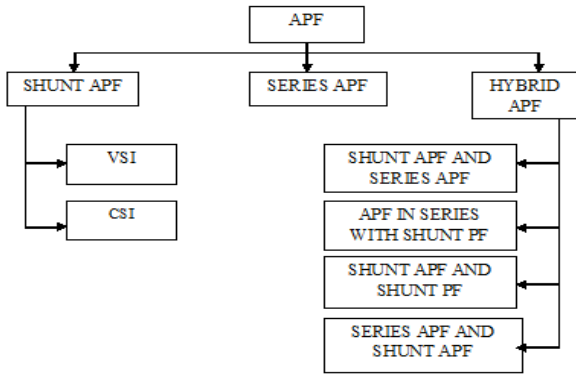 APF
SHUNT APF
SERIES APF
HYBRID
APF
VSI
CSI
SHUNT APF AND
SERIES APF
APF IN SERIES
WITH SHUNT PF
SHUNT APF AND
SHUNT PF
SERIES APF AND
SHUNT APF